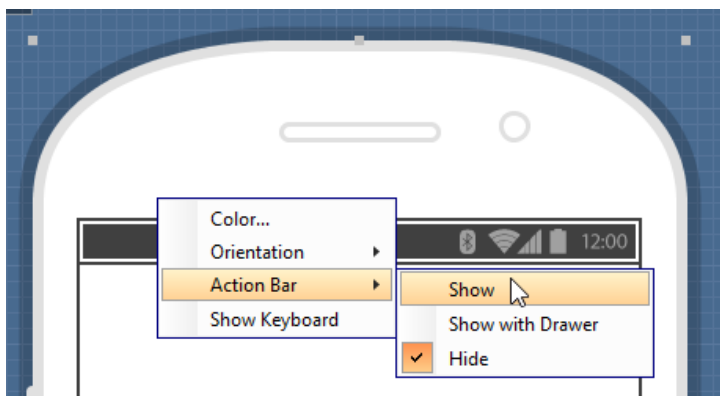 Color...
Orientation
Action Bar
Show Keyboard
12:00
Show
Show with Drawer
Hide